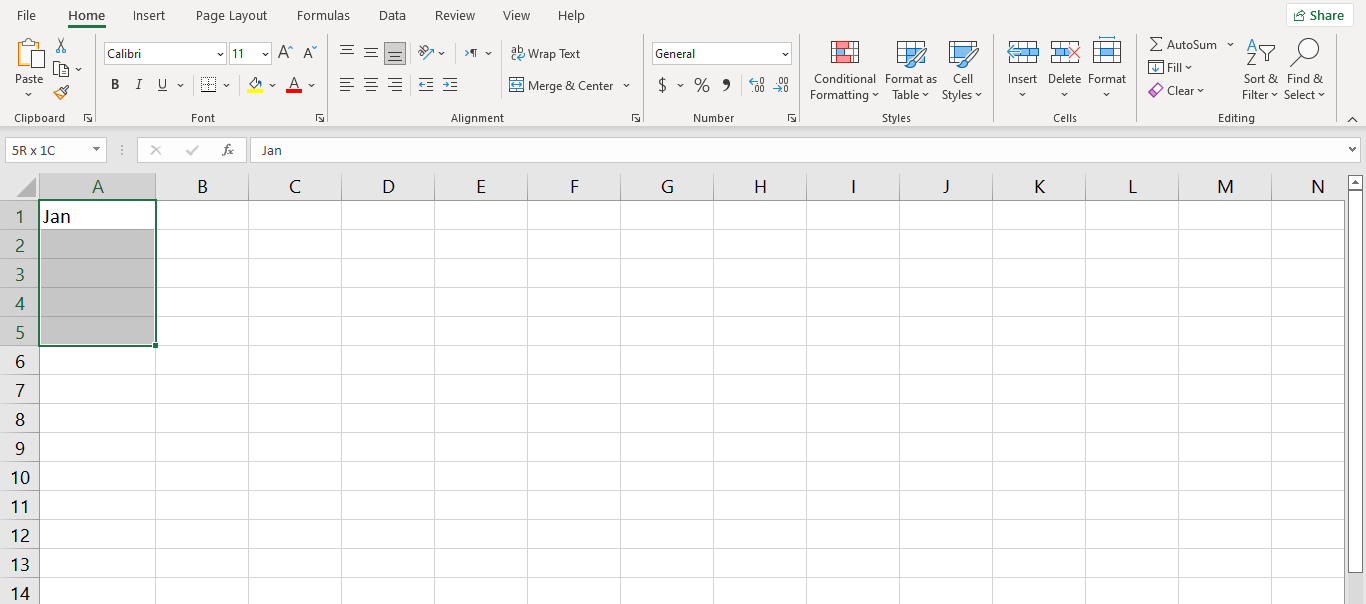 File Home Insert Page Layout Formulas Data Review View Help Share
Calibri 11 A A ab Wrap Text General AutoSum
Paste Conditional Format as Cell Insert Delete Format Fill Sort & Find &
B I U A Merge & Center $ % Formatting Table Styles Clear Filter Select
Clipboard Font Alignment Number Styles Cells Editing
5R x 1C fx Jan
A B C D E F G H I J K L M N
1 Jan
2
3
4
5
6
7
8
9
10
11
12
13
14